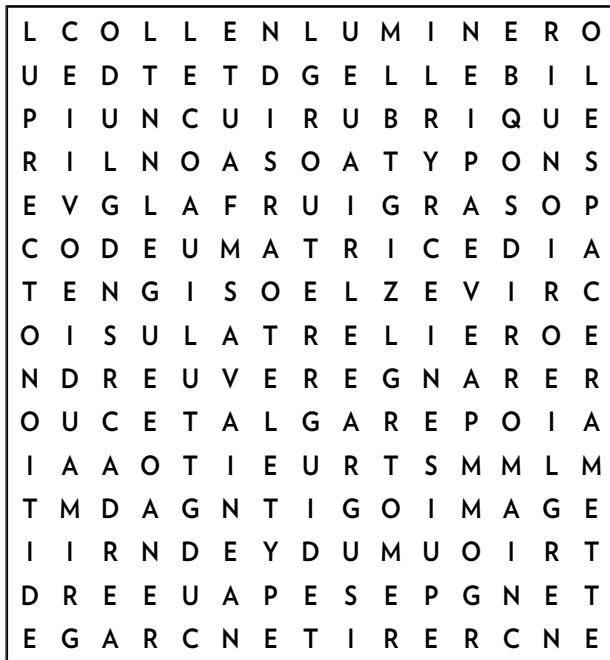 L C O L L E N L U M I N E R O
U E D T E T D G E L L E B I L
P I U N C U I R U B R I Q U E
R I L N O A S O A T Y P O N S
E V G L A F R U I G R A S O P
C O D E U M A T R I C E D I A
T E N G I S O E L Z E V I R C
O I S U L A T R E L I E R O E
N D R E U V E R E G N A R E R
O U C E T A L G A R E P O I A
I A A O T I E U R T S M M L M
T M D A G N T I G O I M A G E
I I R N D E Y D U M U O I R T
D R E E U A P E S E P G N E T
E G A R C N E T I R E R C N E